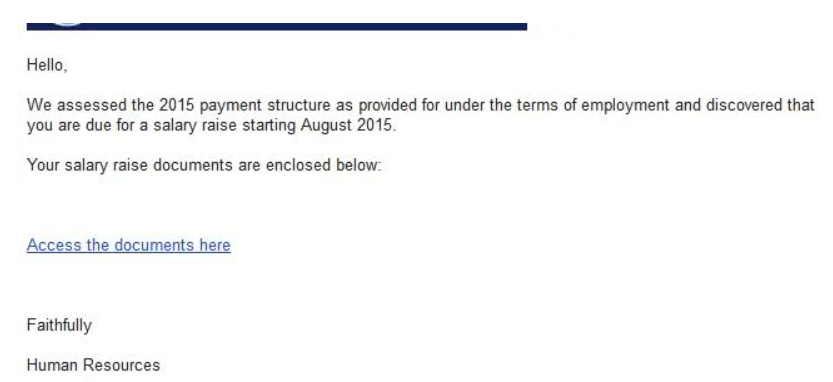 Hello,
We assessed the 2015 payment structure as provided for under the terms of employment and discovered that
you are due for a salary raise starting August 2015.
Your salary raise documents are enclosed below:
Access the documents here
Faithfully
Human Resources